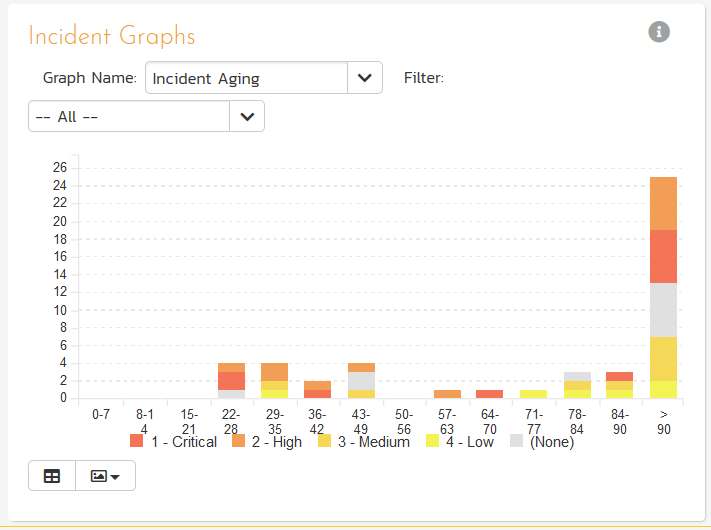 Incident Graphs
Graph Name: Incident Aging Filter:
-- All --
26
24
22
20
18
16
14
12
10
8
6
4
2
0
0-7 8-1 15- 22- 29- 36- 43- 50- 57- 64- 71- 78- 84- >
4 21 28 35 42 49 56 63 70 77 84 90 90
1 - Critical 2 - High 3 - Medium 4 - Low (None)